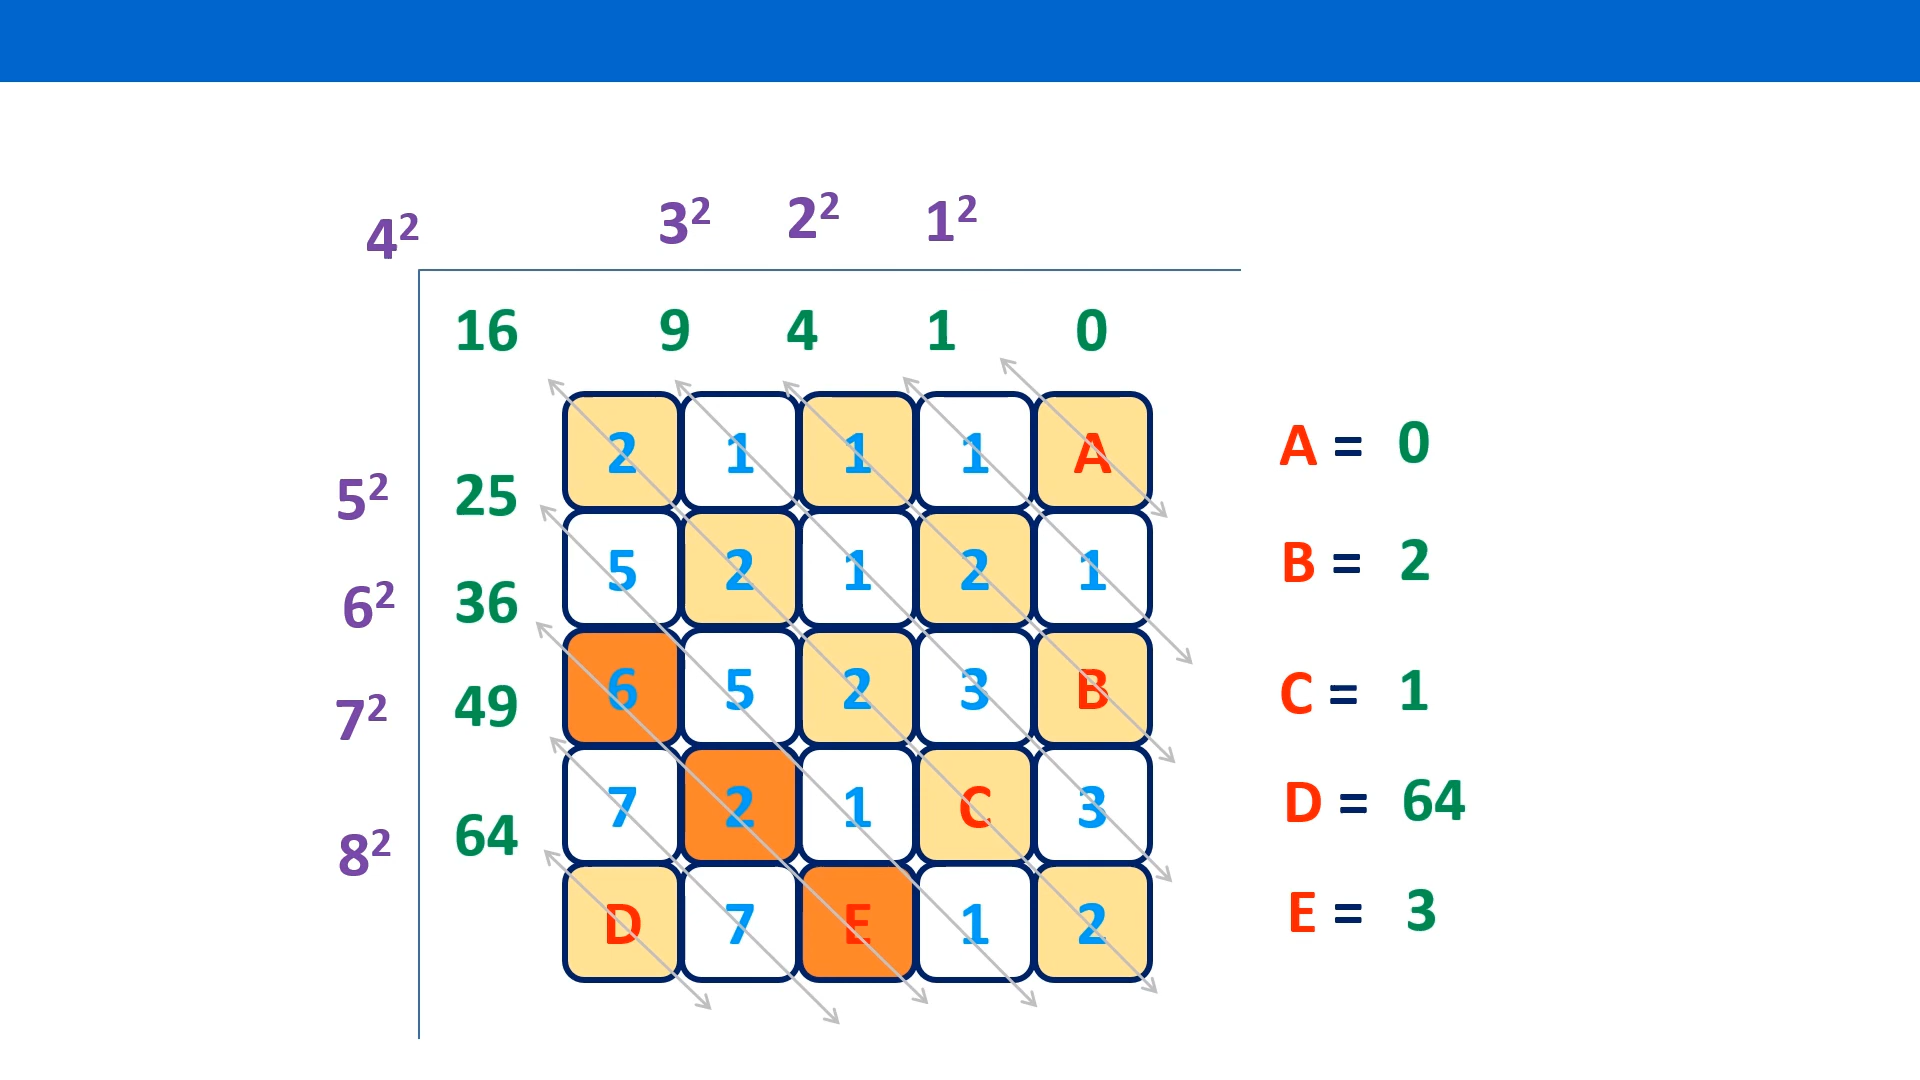 4² 3² 2² 1²
16 9 4 1 0
2 1 1 1 A
A = 0
5² 25
5 2 1 2 1
B = 2
6² 36
6 5 2 3 B
C = 1
7² 49
7 2 1 C 3
D = 64
8² 64
D 7 E 1 2
E = 3